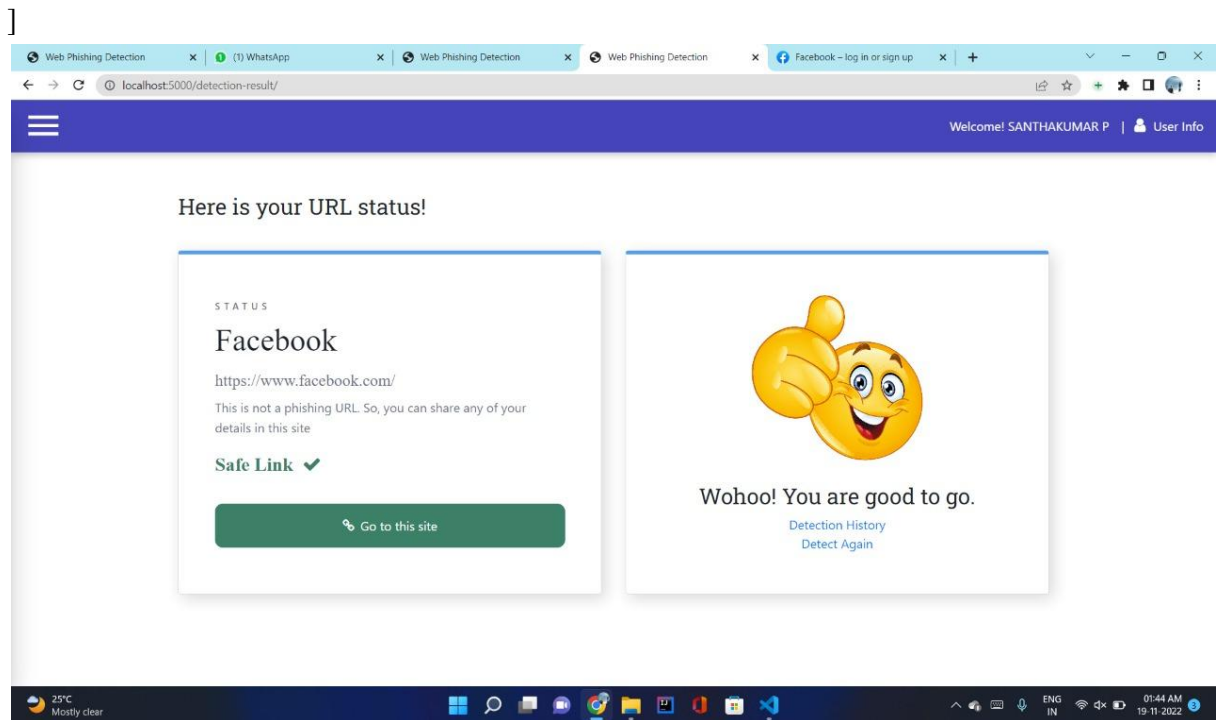 ]
Web Phishing Detection
(1) WhatsApp
Web Phishing Detection
Web Phishing Detection
Facebook – log in or sign up
localhost:5000/detection-result/
Welcome! SANTHAKUMAR P | User Info
Here is your URL status!
STATUS
Facebook
https://www.facebook.com/
This is not a phishing URL. So, you can share any of your
details in this site
Safe Link
Go to this site
Wohoo! You are good to go.
Detection History
Detect Again
25°C
Mostly clear
ENG
IN
01:44 AM
19-11-2022
3